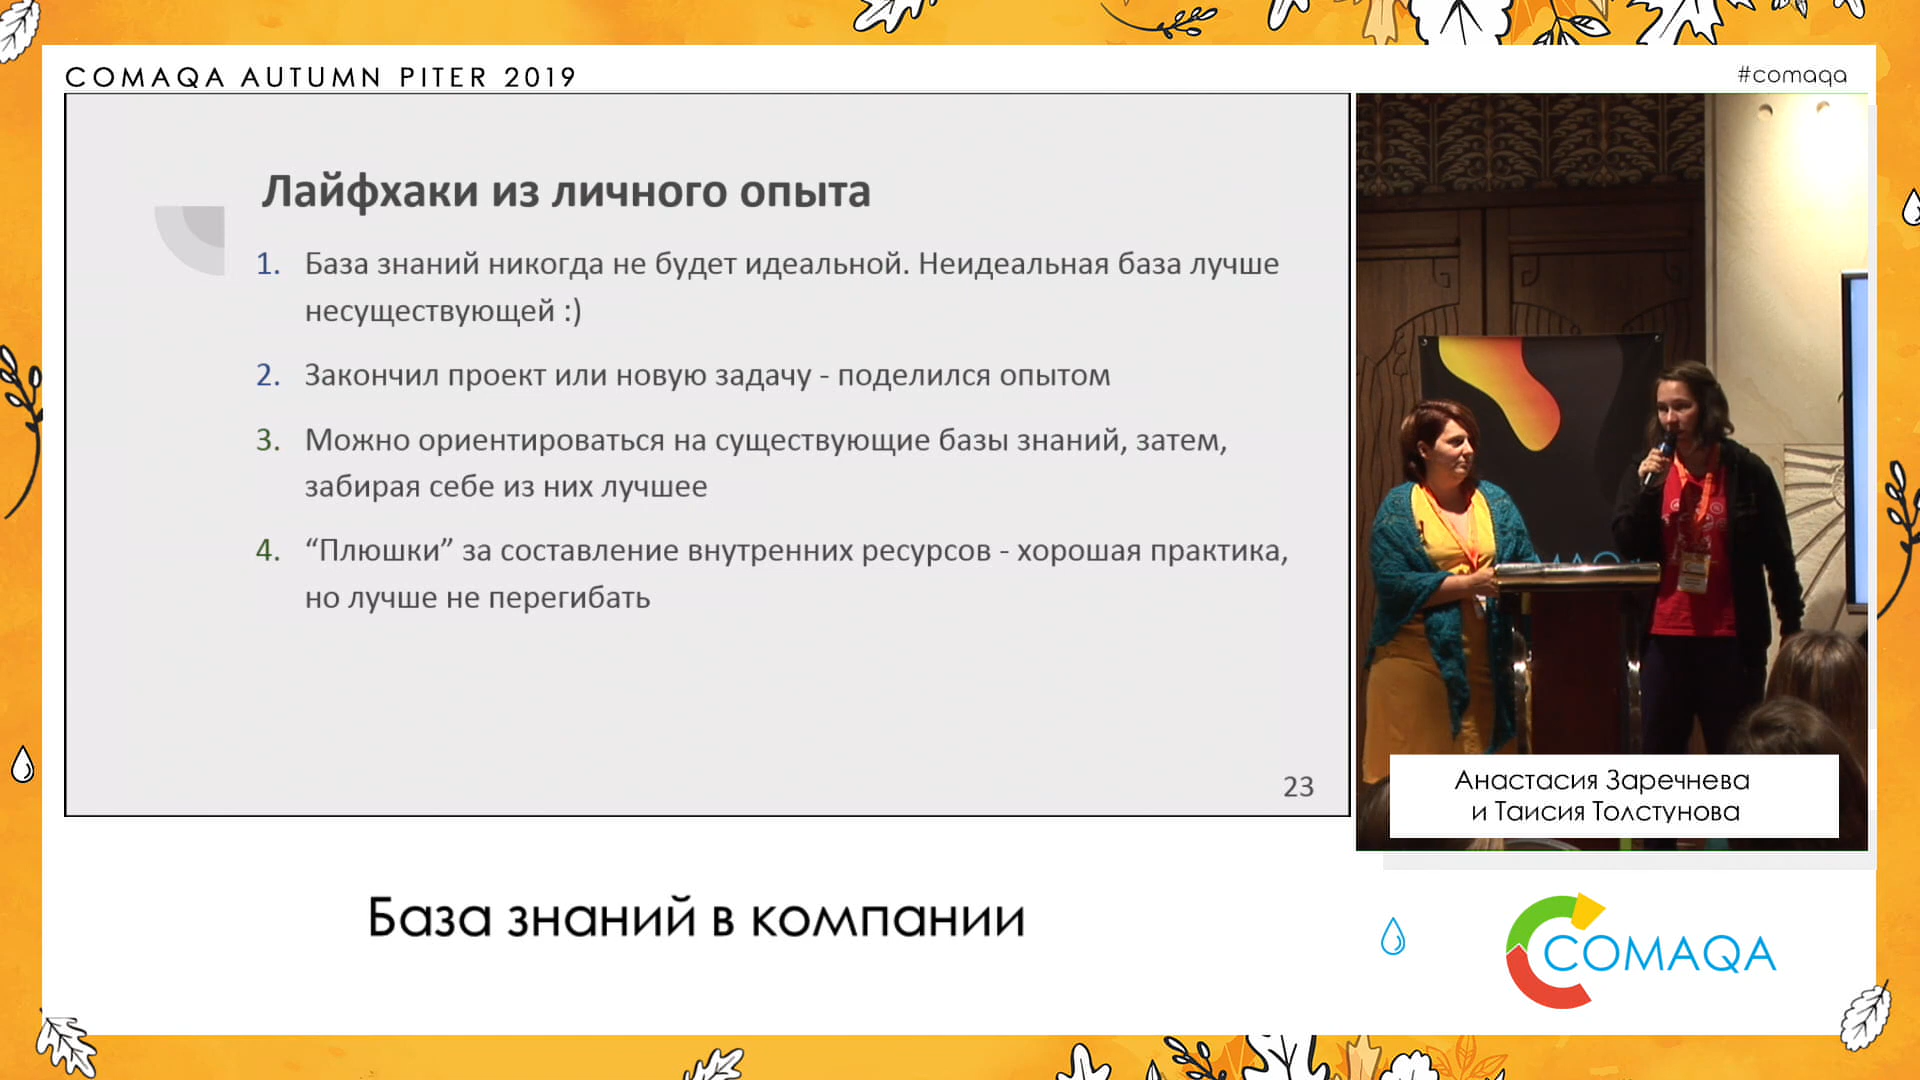 COMAQA AUTUMN PITER 2019
#comaqa
Лайфхаки из личного опыта
1. База знаний никогда не будет идеальной. Неидеальная база лучше
несуществующей :)
2. Закончил проект или новую задачу - поделился опытом
3. Можно ориентироваться на существующие базы знаний, затем,
забирая себе из них лучшее
4. “Плюшки” за составление внутренних ресурсов - хорошая практика,
но лучше не перегибать
23
Анастасия Заречнева
и Таисия Толстунова
База знаний в компании
COMAQA